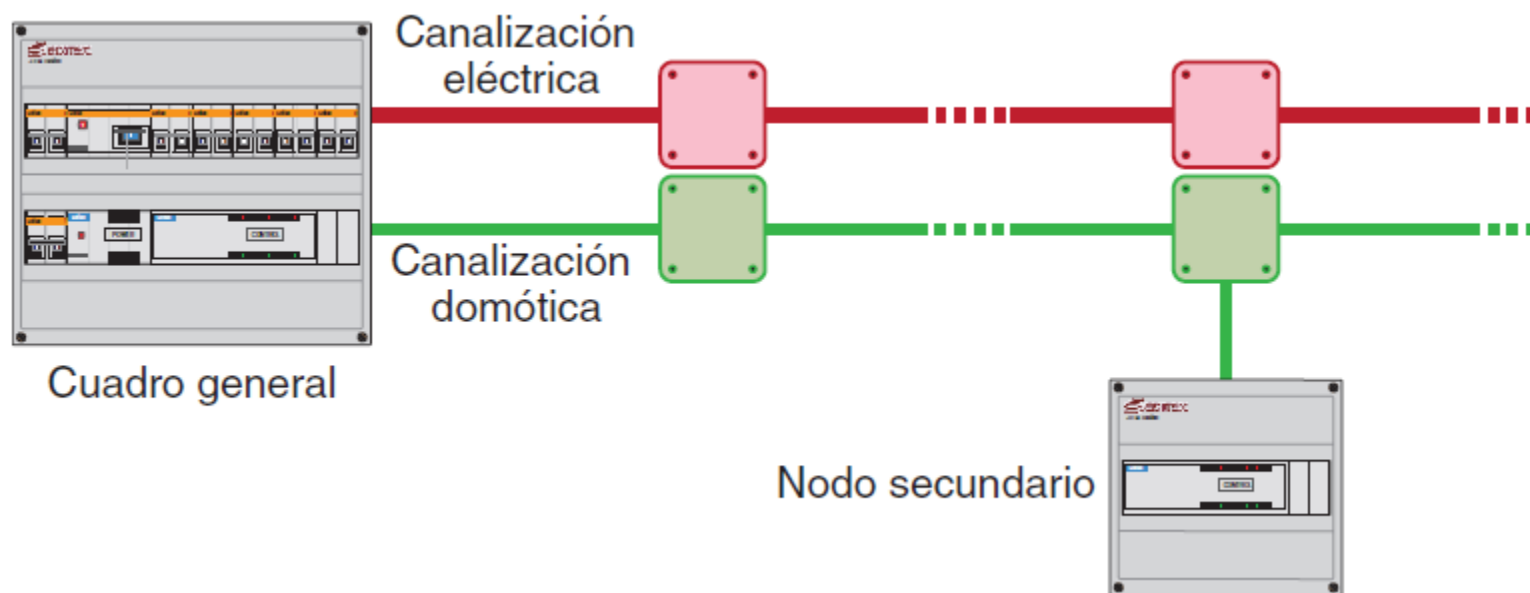 Canalización
eléctrica
POWER
CONTROL
Canalización
domótica
Cuadro general
Nodo secundario
CONTROL